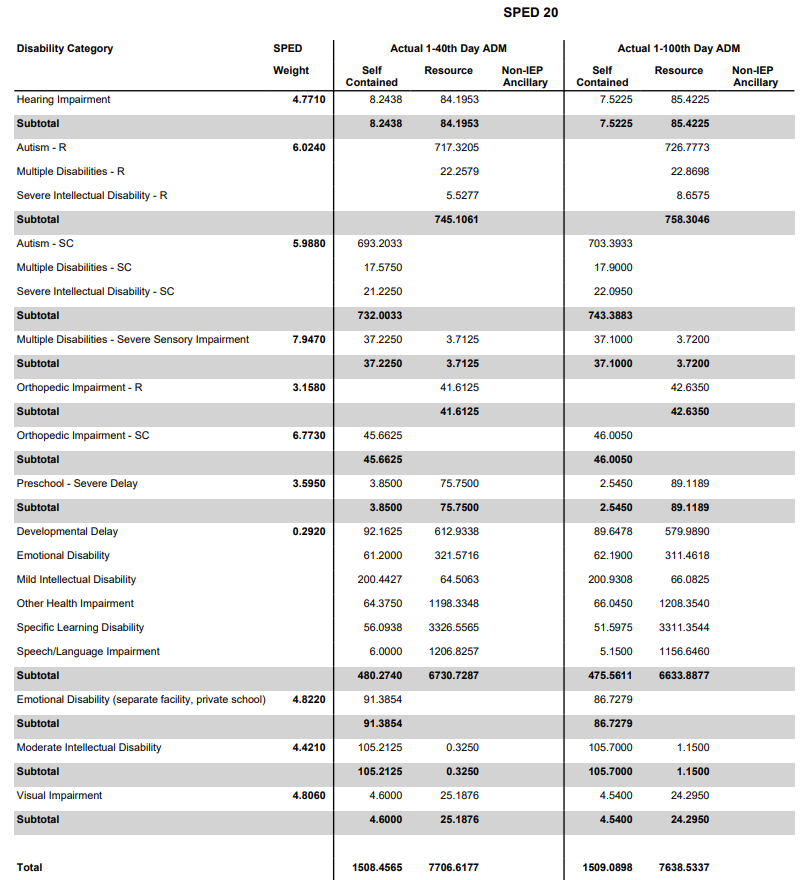 SPED 20
Disability Category SPED Actual 1-40th Day ADM Actual 1-100th Day ADM
Weight Self Contained Resource Non-IEP Ancillary Self Contained Resource Non-IEP Ancillary
Hearing Impairment 4.7710 8.2438 84.1953 7.5225 85.4225
Subtotal 8.2438 84.1953 7.5225 85.4225
Autism - R 6.0240 717.3205 726.7773
Multiple Disabilities - R 22.2579 22.8698
Severe Intellectual Disability - R 5.5277 8.6575
Subtotal 745.1061 758.3046
Autism - SC 5.9880 693.2033 703.3933
Multiple Disabilities - SC 17.5750 17.9000
Severe Intellectual Disability - SC 21.2250 22.0950
Subtotal 732.0033 743.3883
Multiple Disabilities - Severe Sensory Impairment 7.9470 37.2250 3.7125 37.1000 3.7200
Subtotal 37.2250 3.7125 37.1000 3.7200
Orthopedic Impairment - R 3.1580 41.6125 42.6350
Subtotal 41.6125 42.6350
Orthopedic Impairment - SC 6.7730 45.6625 46.0050
Subtotal 45.6625 46.0050
Preschool - Severe Delay 3.5950 3.8500 75.7500 2.5450 89.1189
Subtotal 3.8500 75.7500 2.5450 89.1189
Developmental Delay 0.2920 92.1625 612.9338 89.6478 579.9890
Emotional Disability 61.2000 321.5716 62.1900 311.4618
Mild Intellectual Disability 200.4427 64.5063 200.9308 66.0825
Other Health Impairment 64.3750 1198.3348 66.0450 1208.3540
Specific Learning Disability 56.0938 3326.5565 51.5975 3311.3544
Speech/Language Impairment 6.0000 1206.8257 5.1500 1156.6460
Subtotal 480.2740 6730.7287 475.5611 6633.8877
Emotional Disability (separate facility, private school) 4.8220 91.3854 86.7279
Subtotal 91.3854 86.7279
Moderate Intellectual Disability 4.4210 105.2125 0.3250 105.7000 1.1500
Subtotal 105.2125 0.3250 105.7000 1.1500
Visual Impairment 4.8060 4.6000 25.1876 4.5400 24.2950
Subtotal 4.6000 25.1876 4.5400 24.2950
Total 1508.4565 7706.6177 1509.0898 7638.5337